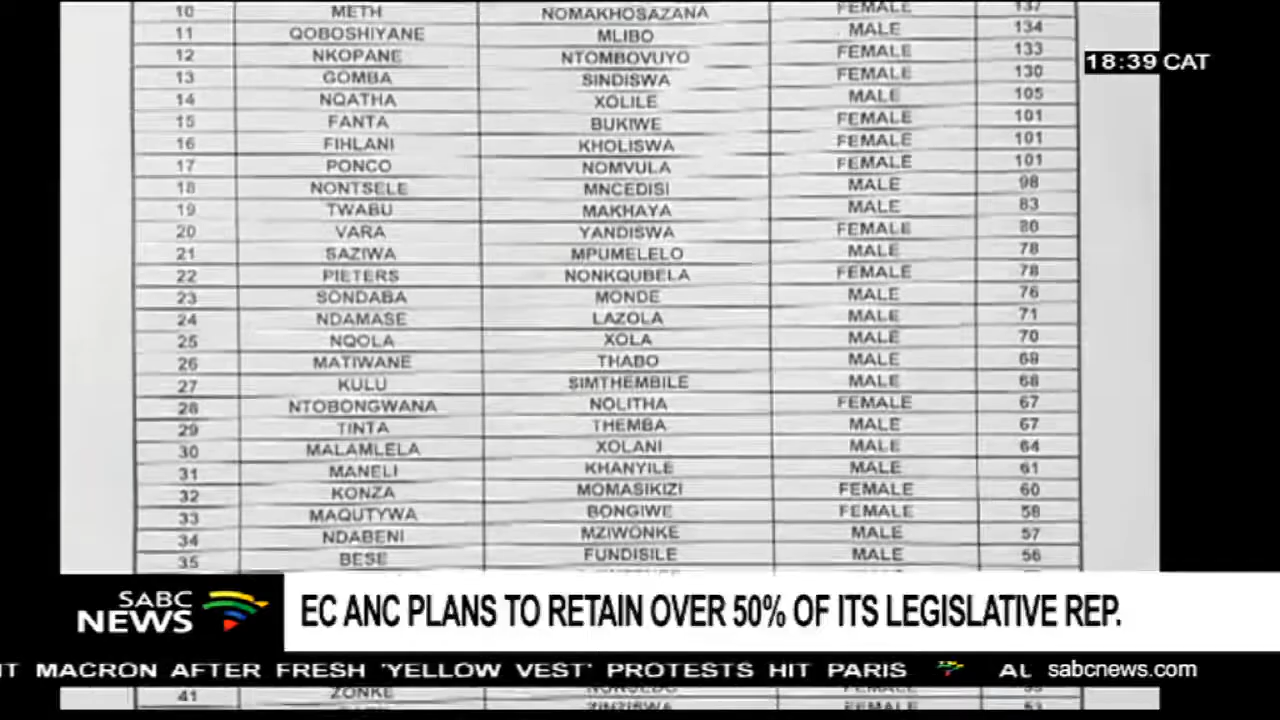 10 METH NOMAKHOSAZANA FEMALE 137
11 QOBOSHIYANE MLIBO MALE 134
12 NKOPANE NTOMBOVUYO FEMALE 133
13 GOMBA SINDISWA FEMALE 130
14 NQATHA XOLILE MALE 105
15 FANTA BUKIWE FEMALE 101
16 FIHLANI KHOLISWA FEMALE 101
17 PONCO NOMVULA FEMALE 101
18 NONTSELE MNCEDISI MALE 98
19 TWABU MAKHAYA MALE 83
20 VARA YANDISWA FEMALE 80
21 SAZIWA MPUMELELO MALE 78
22 PIETERS NONKQUBELA FEMALE 78
23 SONDABA MONDE MALE 76
24 NDAMASE LAZOLA MALE 71
25 NQOLA XOLA MALE 70
26 MATIWANE THABO MALE 69
27 KULU SIMTHEMBILE MALE 68
28 NTOBONGWANA NOLITHA FEMALE 67
29 TINTA THEMBA MALE 67
30 MALAMLELA XOLANI MALE 64
31 MANELI KHANYILE MALE 61
32 KONZA MOMASIKIZI FEMALE 60
33 MAQUTYWA BONGIWE FEMALE 58
34 NDABENI MZIWONKE MALE 57
35 BESE FUNDISILE MALE 56
18:39 CAT
SABC NEWS
EC ANC PLANS TO RETAIN OVER 50% OF ITS LEGISLATIVE REP.
MACRON AFTER FRESH 'YELLOW VEST' PROTESTS HIT PARIS
sabcnews.com
41 ZONKE FEMALE
FEMALE